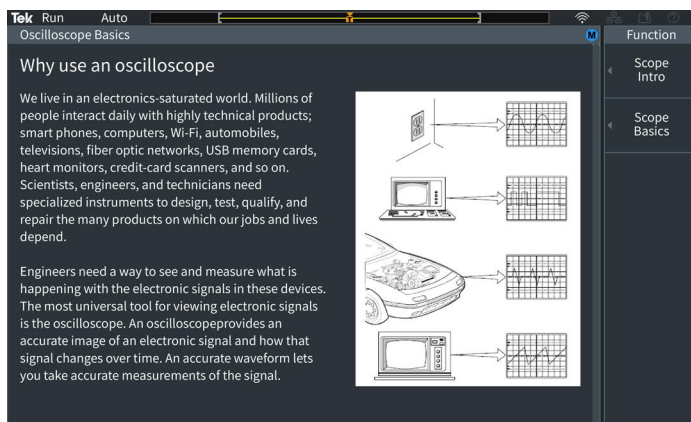 Tek Run Auto
T
Oscilloscope Basics M Function
Why use an oscilloscope
We live in an electronics-saturated world. Millions of
people interact daily with highly technical products;
smart phones, computers, Wi-Fi, automobiles,
televisions, fiber optic networks, USB memory cards,
heart monitors, credit-card scanners, and so on.
Scientists, engineers, and technicians need
specialized instruments to design, test, qualify, and
repair the many products on which our jobs and lives
depend.
Engineers need a way to see and measure what is
happening with the electronic signals in these devices.
The most universal tool for viewing electronic signals
is the oscilloscope. An oscilloscopeprovides an
accurate image of an electronic signal and how that
signal changes over time. An accurate waveform lets
you take accurate measurements of the signal.
Scope
Intro
Scope
Basics